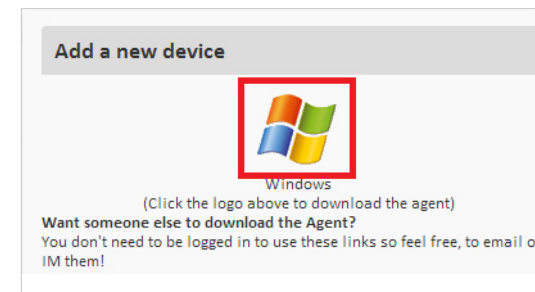 Add a new device
Windows
(Click the logo above to download the agent)
Want someone else to download the Agent?
You don't need to be logged in to use these links so feel free, to email o
IM them!